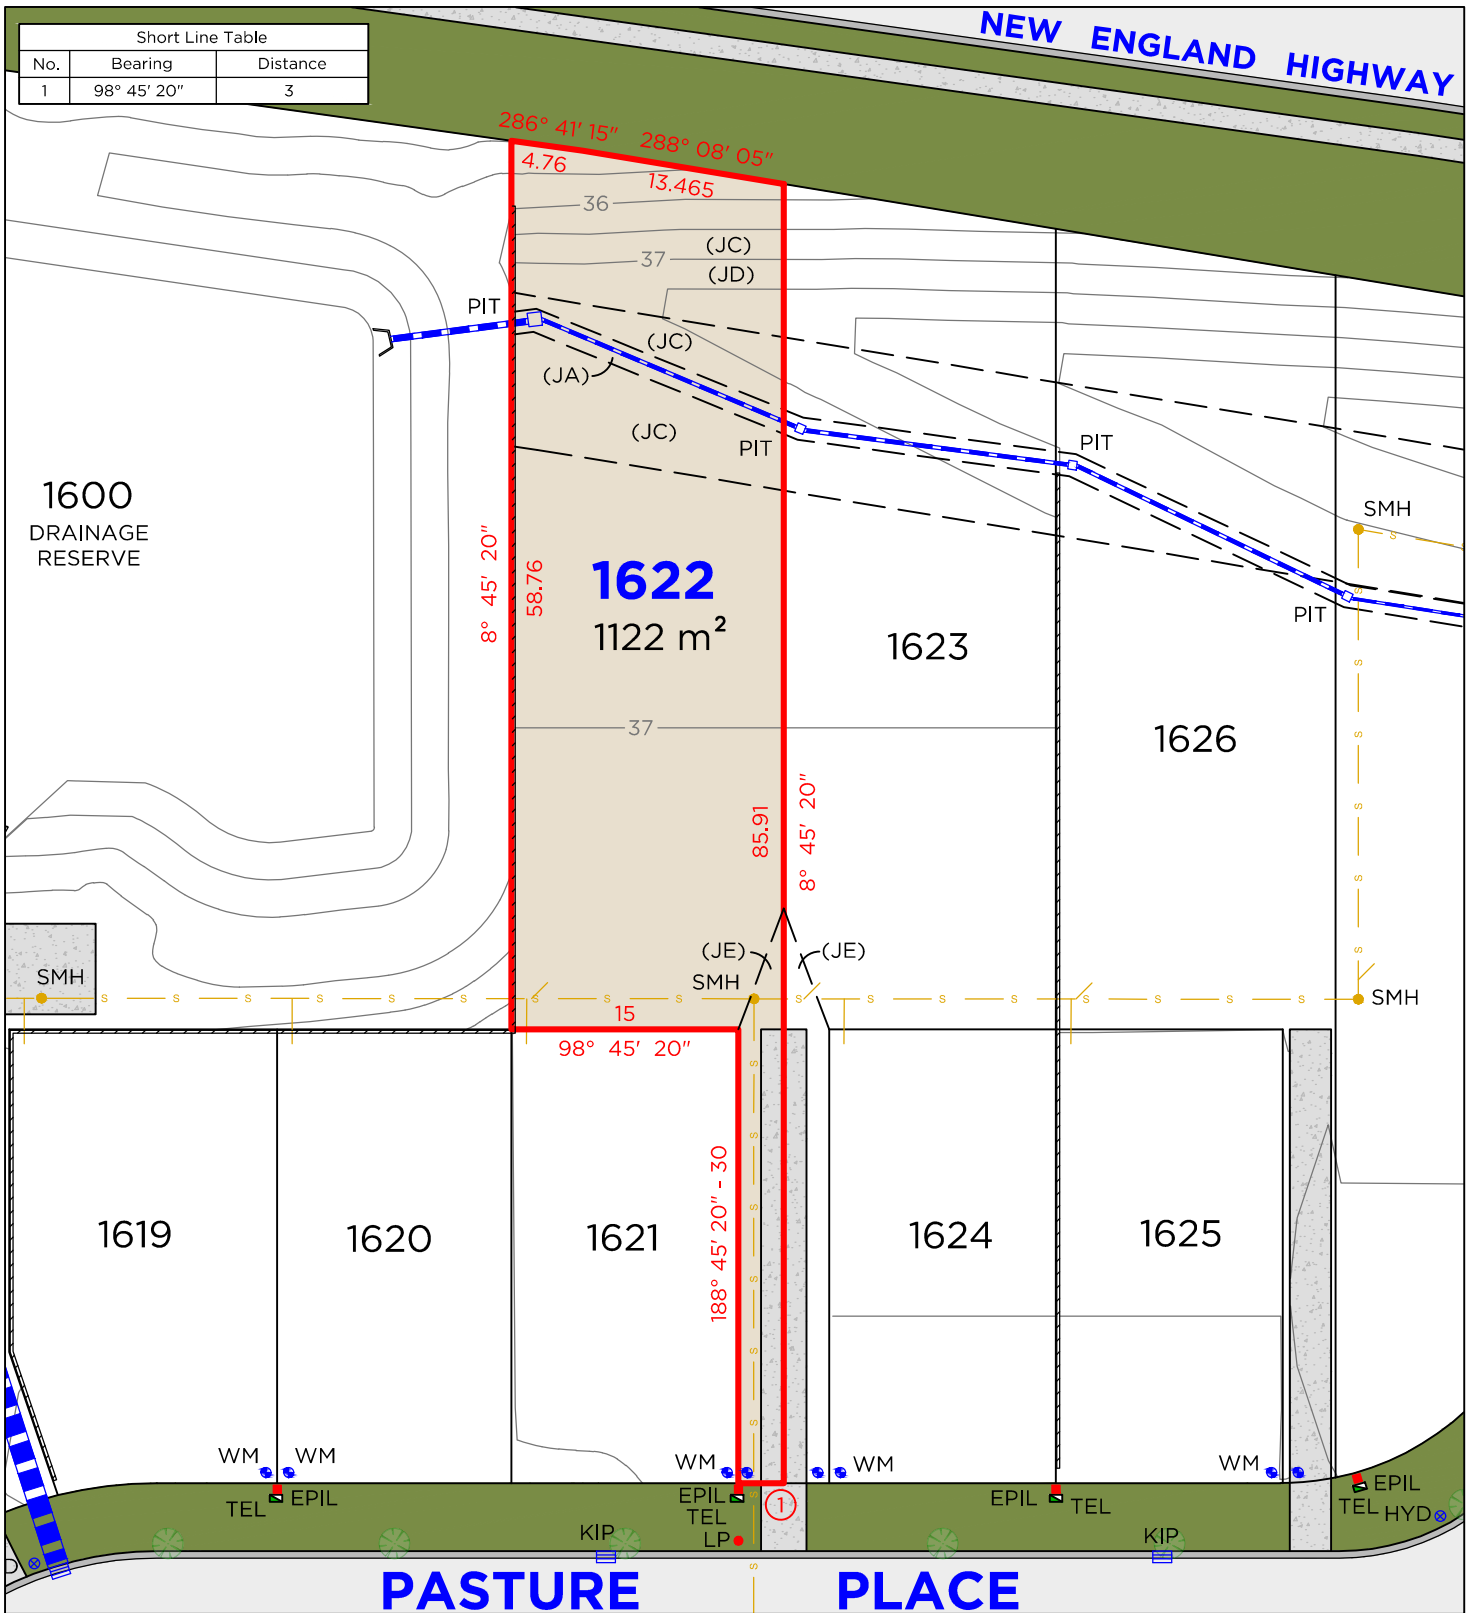 Short Line Table
No. Bearing Distance
1 98° 45' 20" 3
NEW ENGLAND HIGHWAY
286° 41' 15" 288° 08' 05"
4.76
13.465
36
(JC)
37
(JD)
PIT
(JC)
(JA)
(JC)
PIT
PIT
1600
DRAINAGE
RESERVE
SMH
8° 45' 20"
58.76
1622
1122 m²
PIT
1623
37
1626
85.91
8° 45' 20"
(JE)
(JE)
SMH
SMH
SMH
s s s s s s s s s s s s s s s s
15
98° 45' 20"
188° 45' 20" - 30
1619
1620
1621
1624
1625
WM WM
WM
WM
WM
TEL EPIL
EPIL
TEL
LP
1
EPIL TEL
EPIL
TEL
HYD
KIP
KIP
PASTURE PLACE